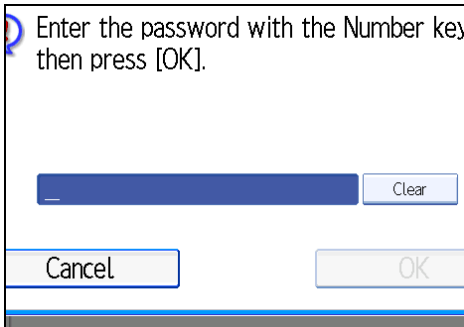 Enter the password with the Number key
then press [OK].
Clear
Cancel
OK